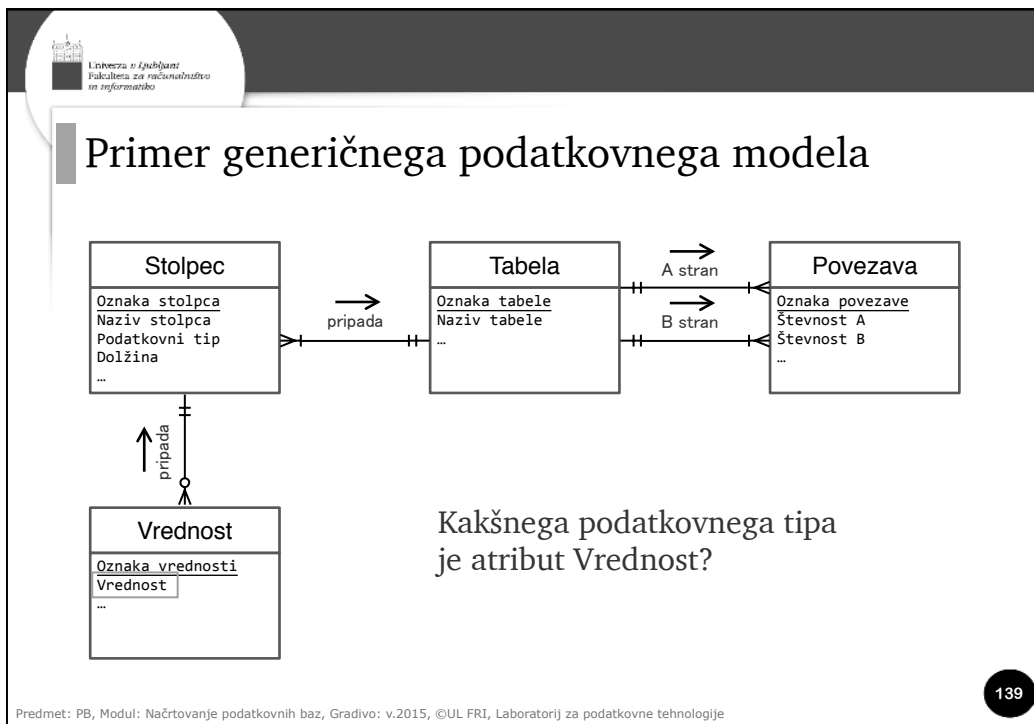 Univerza v Ljubljani
Fakulteta za računalništvo
in informatiko
Primer generičnega podatkovnega modela
Stolpec
Oznaka stolpca
Naziv stolpca
Podatkovni tip
Dolžina
…
pripada
Tabela
Oznaka tabele
Naziv tabele
…
A stran
B stran
Povezava
Oznaka povezave
Števnost A
Števnost B
…
pripada
Vrednost
Oznaka vrednosti
Vrednost
…
Kakšnega podatkovnega tipa
je atribut Vrednost?
139
Predmet: PB, Modul: Načrtovanje podatkovnih baz, Gradivo: v.2015, ©UL FRI, Laboratorij za podatkovne tehnologije